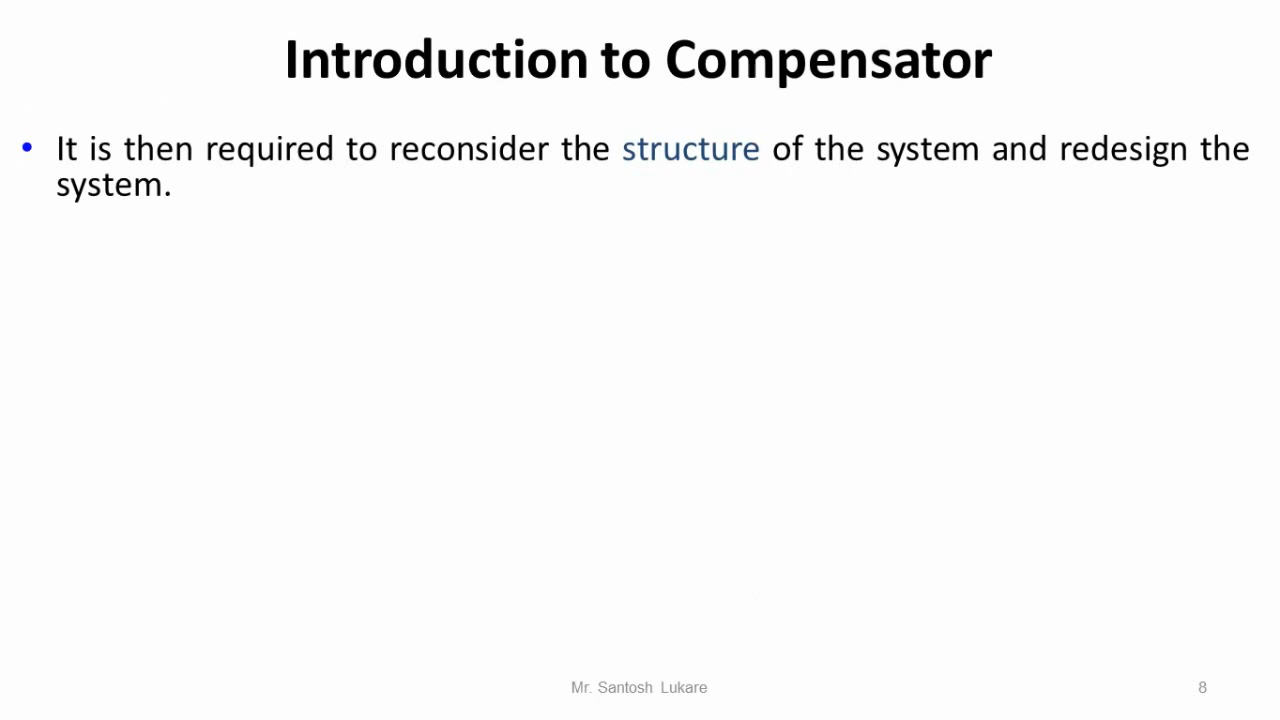 Introduction to Compensator
• It is then required to reconsider the structure of the system and redesign the
system.
Mr. Santosh Lukare
8